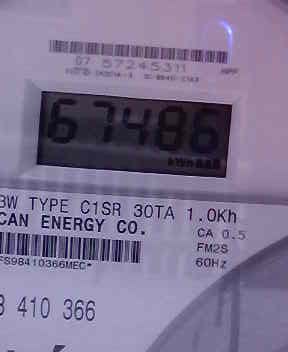 07 57245311
67486
3W TYPE C1SR 30TA 1.0Kh
CAN ENERGY CO. CA 0.5
FM2S
FS98410366MEC* 60Hz
3 410 366